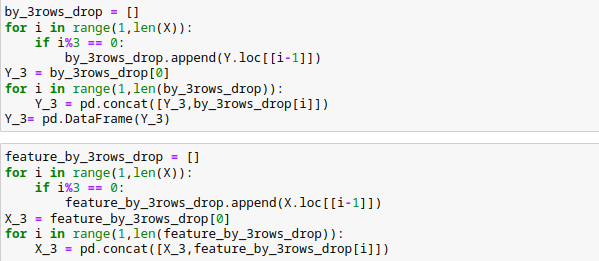 by_3rows_drop = []
for i in range(1,len(X)):
    if i%3 == 0:
        by_3rows_drop.append(Y.loc[[i-1]])
Y_3 = by_3rows_drop[0]
for i in range(1,len(by_3rows_drop)):
    Y_3 = pd.concat([Y_3,by_3rows_drop[i]])
Y_3= pd.DataFrame(Y_3)
feature_by_3rows_drop = []
for i in range(1,len(X)):
    if i%3 == 0:
        feature_by_3rows_drop.append(X.loc[[i-1]])
X_3 = feature_by_3rows_drop[0]
for i in range(1,len(feature_by_3rows_drop)):
    X_3 = pd.concat([X_3,feature_by_3rows_drop[i]])